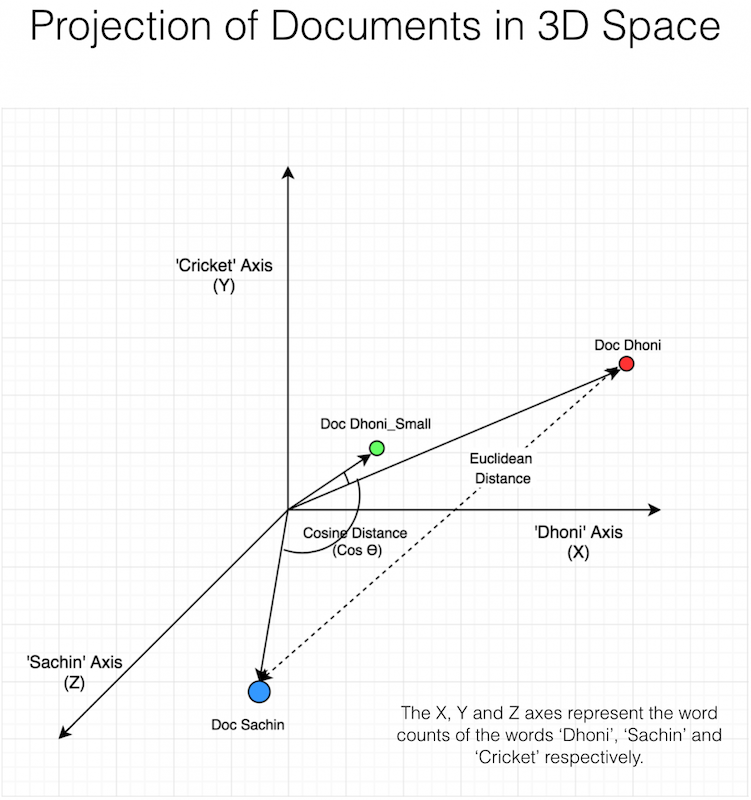 Projection of Documents in 3D Space
'Cricket' Axis
(Y)
Doc Dhoni
Doc Dhoni_Small
Euclidean
Distance
Cosine Distance
(Cos Θ)
'Dhoni' Axis
(X)
'Sachin' Axis
(Z)
Doc Sachin
The X, Y and Z axes represent the word
counts of the words ‘Dhoni’, ‘Sachin’ and
‘Cricket’ respectively.